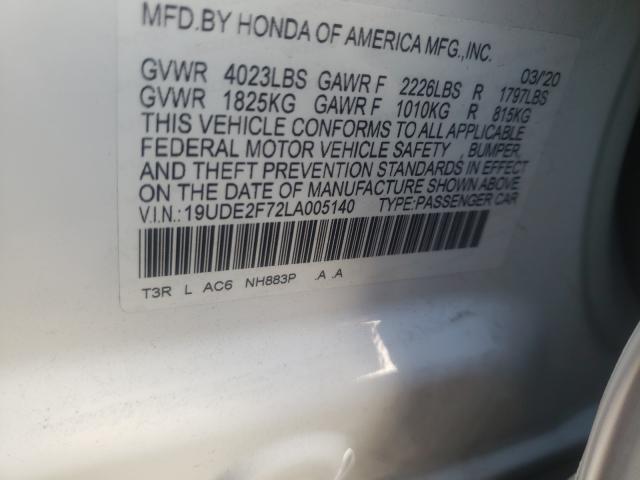 MFD.BY HONDA OF AMERICA MFG.,INC.
03/'20
GVWR 4023LBS GAWR F 2226LBS R 1797LBS
GVWR 1825KG GAWR F 1010KG R 815KG
THIS VEHICLE CONFORMS TO ALL APPLICABLE
FEDERAL MOTOR VEHICLE SAFETY , BUMPER,
AND THEFT PREVENTION STANDARDS IN EFFECT
ON THE DATE OF MANUFACTURE SHOWN ABOVE.
V.I.N.: 19UDE2F72LA005140 TYPE:PASSENGER CAR
T3R L AC6 NH883P .A .A